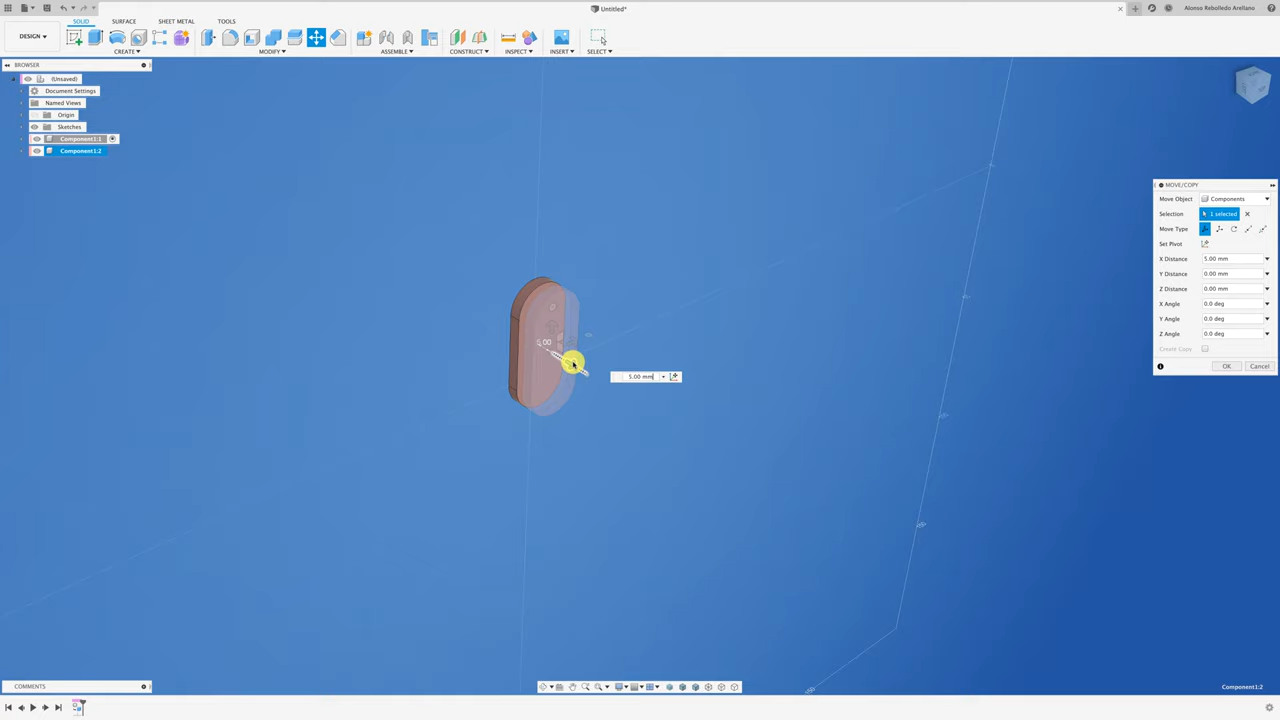 Untitled*
Alonso Rebolledo Arellano
DESIGN
SOLID
SURFACE
SHEET METAL
TOOLS
CREATE
MODIFY
ASSEMBLE
CONSTRUCT
INSPECT
INSERT
SELECT
BROWSER
(Unsaved)
Document Settings
Named Views
Origin
Sketches
Component1:1
Component1:2
MOVE/COPY
Move Object
Components
Selection
1 selected
Move Type
Set Pivot
X Distance
5.00 mm
Y Distance
0.00 mm
Z Distance
0.00 mm
X Angle
0.0 deg
Y Angle
0.0 deg
Z Angle
0.0 deg
Create Copy
OK
Cancel
5.00
5.00 mm
COMMENTS
Component1:2